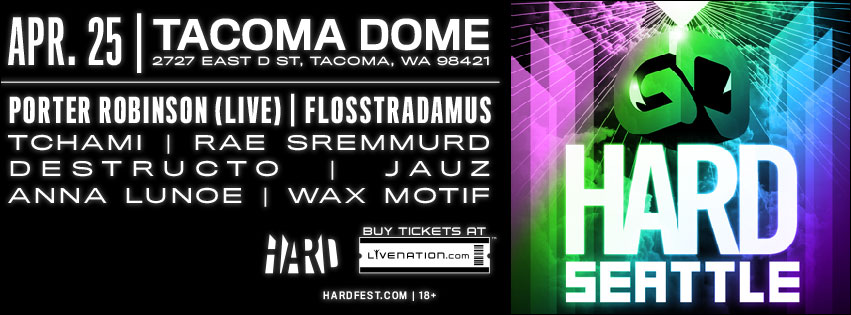 APR. 25 | TACOMA DOME
2727 EAST D ST, TACOMA, WA 98421
PORTER ROBINSON (LIVE) | FLOSSTRADAMUS
TCHAMI | RAE SREMMURD
DESTRUCTO | JAUZ
ANNA LUNOE | WAX MOTIF
HARD
BUY TICKETS AT
LIVENATION.com
™
HARDFEST.COM | 18+
HARD
SEATTLE